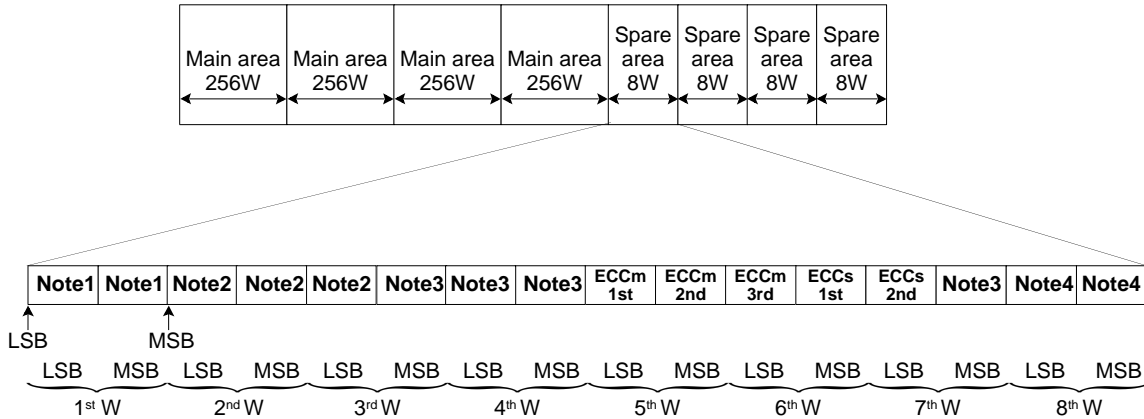 Main area 256W
Main area 256W
Main area 256W
Main area 256W
Spare area 8W
Spare area 8W
Spare area 8W
Spare area 8W
Note1 Note1 Note2 Note2 Note2 Note3 Note3 Note3 ECCm 1st ECCm 2nd ECCm 3rd ECCs 1st ECCs 2nd Note3 Note4 Note4
LSB MSB
LSB MSB LSB MSB LSB MSB LSB MSB LSB MSB LSB MSB LSB MSB LSB MSB
1st W 2nd W 3rd W 4th W 5th W 6th W 7th W 8th W